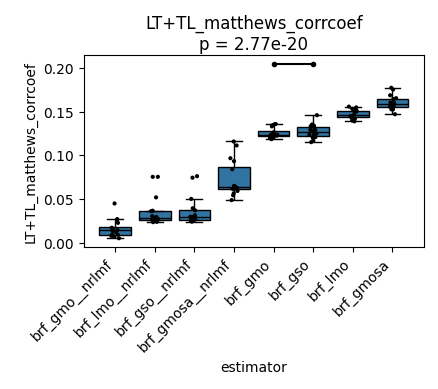 LT+TL_matthews_corrcoef
p = 2.77e-20
LT+TL_matthews_corrcoef
0.20
0.15
0.10
0.05
0.00
brf_gmo__nrlmf
brf_lmo__nrlmf
brf_gso__nrlmf
brf_gmosa__nrlmf
brf_gmo
brf_gso
brf_lmo
brf_gmosa
estimator